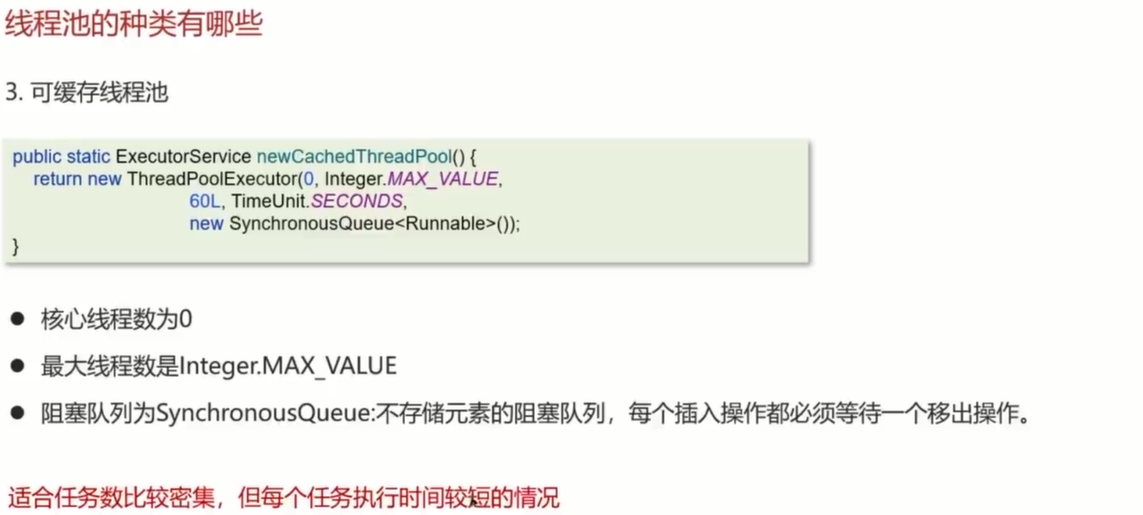 线程池的种类有哪些
3. 可缓存线程池
public static ExecutorService newCachedThreadPool() {
return new ThreadPoolExecutor(0, Integer.MAX_VALUE,
60L, TimeUnit.SECONDS,
new SynchronousQueue<Runnable>());
}
● 核心线程数为0
● 最大线程数是Integer.MAX_VALUE
● 阻塞队列为SynchronousQueue:不存储元素的阻塞队列，每个插入操作都必须等待一个移出操作。
适合任务数比较密集，但每个任务执行时间较短的情况